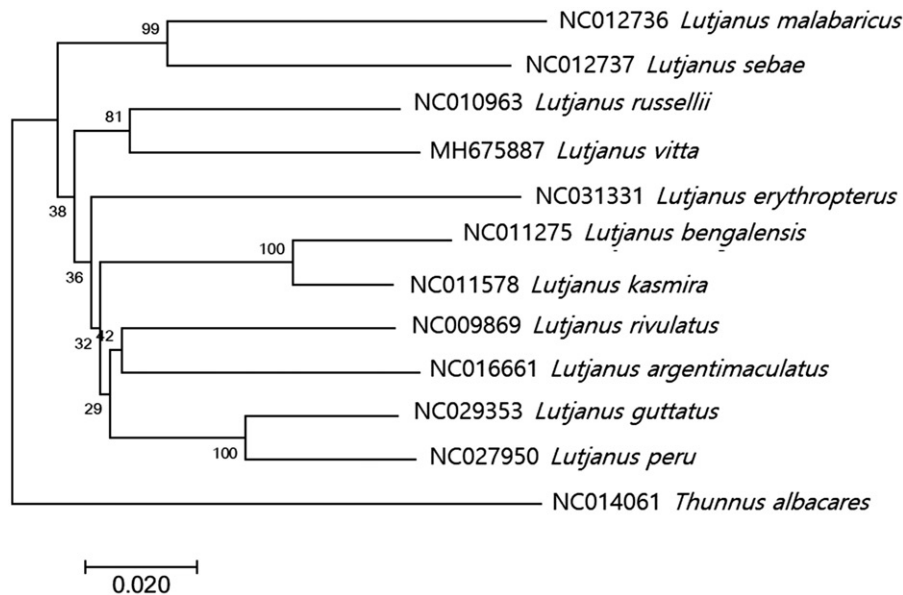 99
NC012736 Lutjanus malabaricus
NC012737 Lutjanus sebae
81
NC010963 Lutjanus russellii
MH675887 Lutjanus vitta
38
NC031331 Lutjanus erythropterus
100
NC011275 Lutjanus bengalensis
36
NC011578 Lutjanus kasmira
32
42
NC009869 Lutjanus rivulatus
NC016661 Lutjanus argentimaculatus
29
NC029353 Lutjanus guttatus
100
NC027950 Lutjanus peru
NC014061 Thunnus albacares
0.020